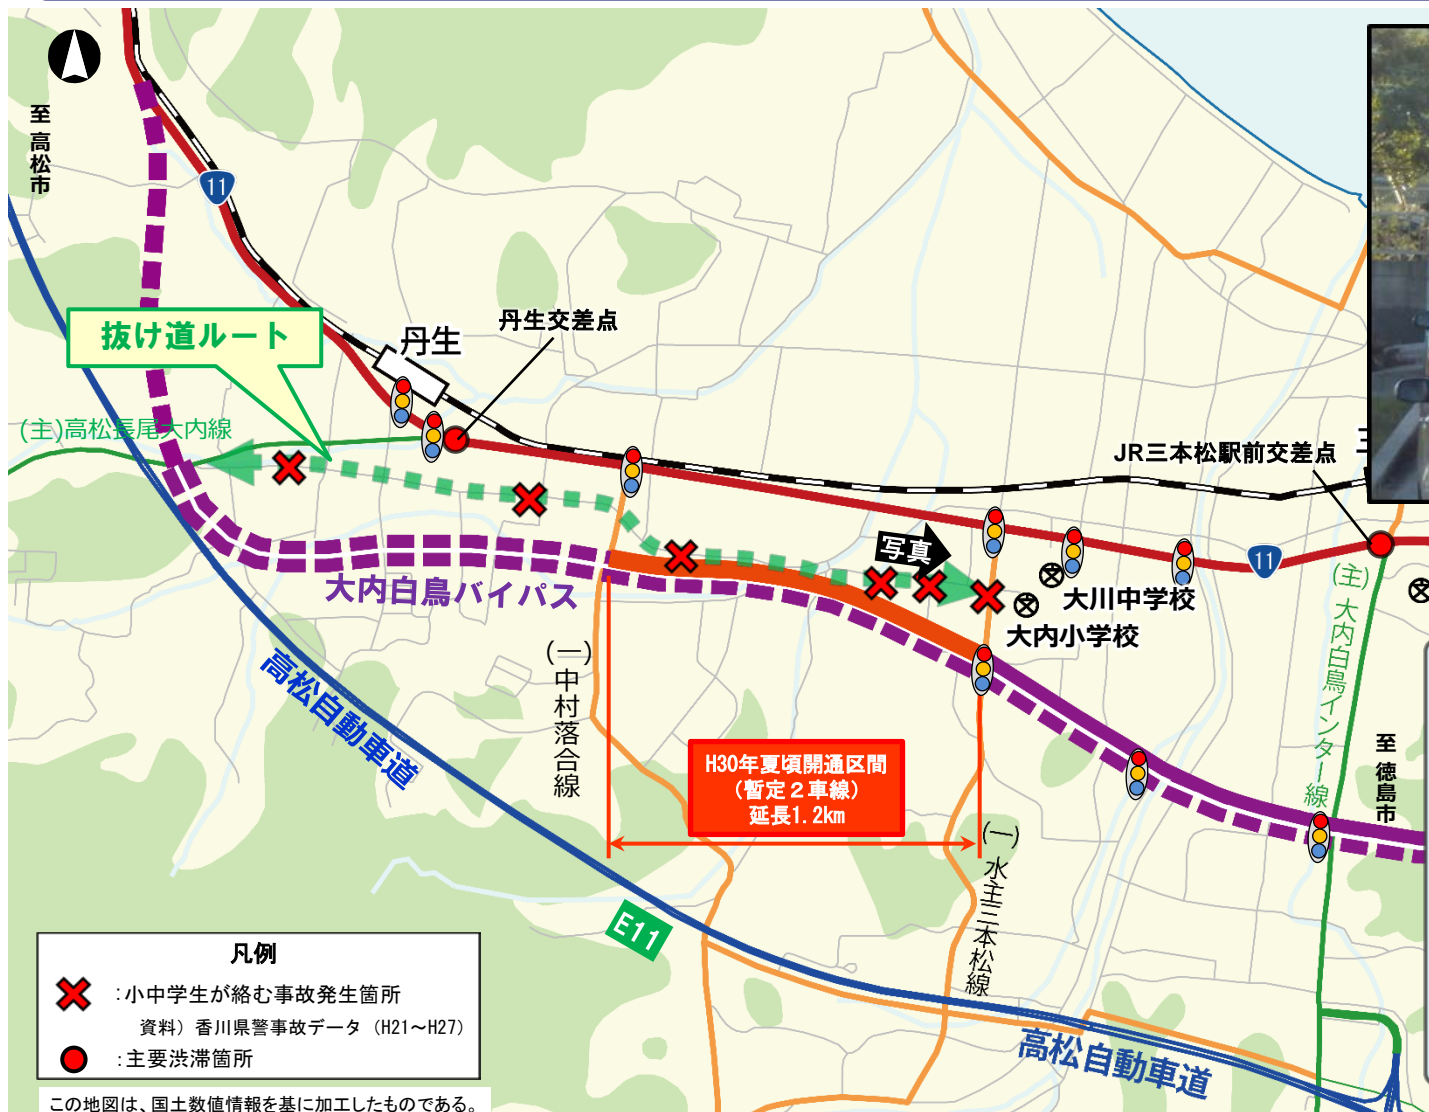 至 高松市
11
抜け道ルート
丹生
丹生交差点
(主)高松長尾大内線
JR三本松駅前交差点
三
写真
11
大内白鳥バイパス
大川中学校
大内小学校
(主)大内白鳥インター線
高松自動車道
(一)中村落合線
H30年夏頃開通区間
(暫定2車線)
延長1.2km
至 徳島市
(一)水主三本松線
E11
高松自動車道
凡例
:小中学生が絡む事故発生箇所
資料)香川県警事故データ(H21～H27)
:主要渋滞箇所
この地図は、国土数値情報を基に加工したものである。